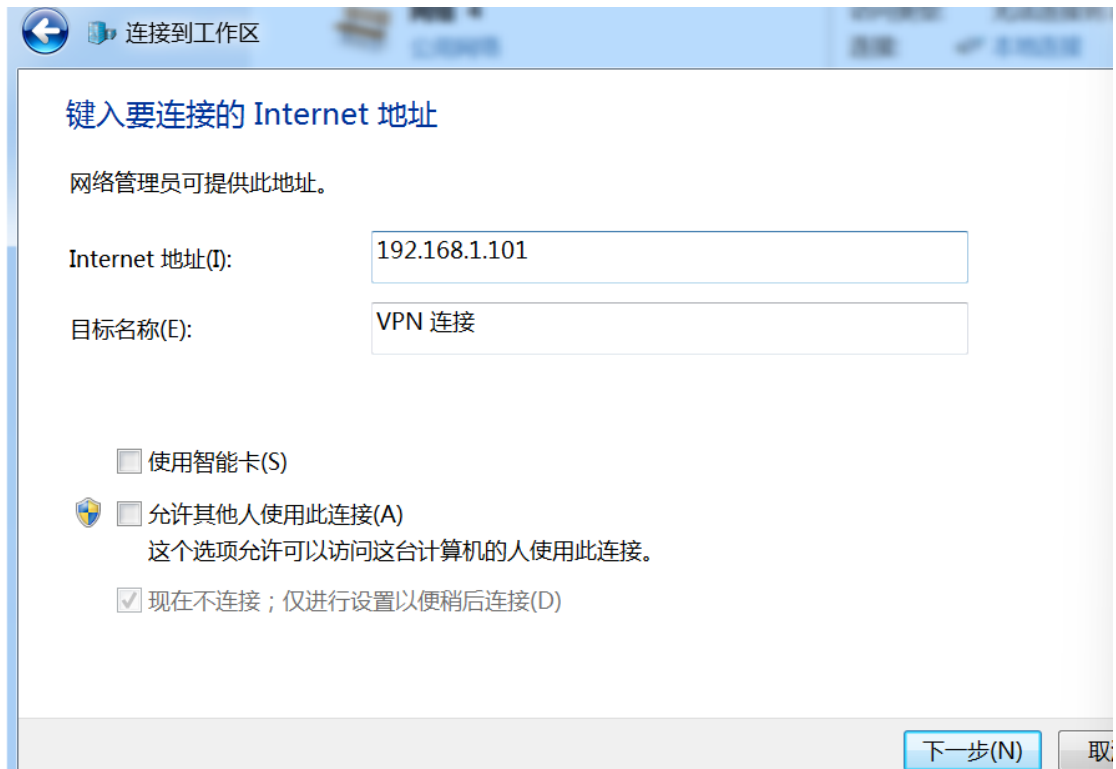 连接到工作区
键入要连接的 Internet 地址
网络管理员可提供此地址。
Internet 地址(I):
192.168.1.101
目标名称(E):
VPN 连接
使用智能卡(S)
允许其他人使用此连接(A)
这个选项允许可以访问这台计算机的人使用此连接。
现在不连接；仅进行设置以便稍后连接(D)
下一步(N)
取